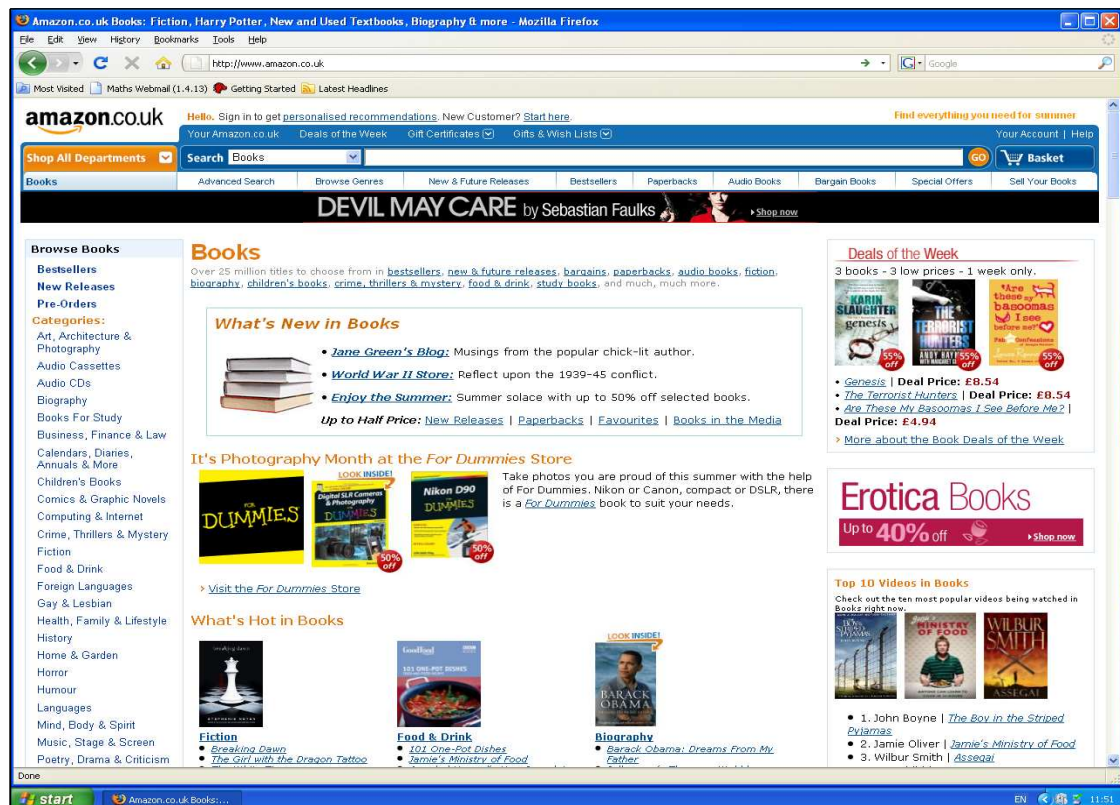 Amazon.co.uk Books: Fiction, Harry Potter, New and Used Textbooks, Biography & more - Mozilla Firefox
File Edit View History Bookmarks Tools Help
http://www.amazon.co.uk
Google
Most Visited Maths Webmail (1.4.13) Getting Started Latest Headlines
amazon.co.uk
Hello. Sign in to get personalised recommendations. New Customer? Start here.
Find everything you need for summer
Your Amazon.co.uk Deals of the Week Gift Certificates Gifts & Wish Lists
Your Account | Help
Shop All Departments
Search Books
GO
Basket
Books Advanced Search Browse Genres New & Future Releases Bestsellers Paperbacks Audio Books Bargain Books Special Offers Sell Your Books
DEVIL MAY CARE by Sebastian Faulks Shop now
Browse Books
Bestsellers
New Releases
Pre-Orders
Categories:
Art, Architecture &
Photography
Audio Cassettes
Audio CDs
Biography
Books For Study
Business, Finance & Law
Calendars, Diaries,
Annuals & More
Children's Books
Comics & Graphic Novels
Computing & Internet
Crime, Thrillers & Mystery
Fiction
Food & Drink
Foreign Languages
Gay & Lesbian
Health, Family & Lifestyle
History
Home & Garden
Horror
Humour
Languages
Mind, Body & Spirit
Music, Stage & Screen
Poetry, Drama & Criticism
Books
Over 25 million titles to choose from in bestsellers, new & future releases, bargains, paperbacks, audio books, fiction,
biography, children's books, crime, thrillers & mystery, food & drink, study books, and much, much more.
What's New in Books
• Jane Green's Blog: Musings from the popular chick-lit author.
• World War II Store: Reflect upon the 1939-45 conflict.
• Enjoy the Summer: Summer solace with up to 50% off selected books.
Up to Half Price: New Releases | Paperbacks | Favourites | Books in the Media
It's Photography Month at the For Dummies Store
FOR
DUMMIES
LOOK INSIDE!
Digital SLR Cameras
& Photography
FOR
DUMMIES
50%
off
Nikon D90
FOR
DUMMIES
50%
off
Take photos you are proud of this summer with the help
of For Dummies. Nikon or Canon, compact or DSLR, there
is a For Dummies book to suit your needs.
› Visit the For Dummies Store
What's Hot in Books
breaking dawn
STEPHENIE MEYER
Fiction
• Breaking Dawn
• The Girl with the Dragon Tattoo
GoodFood
101 ONE-POT DISHES
Food & Drink
• 101 One-Pot Dishes
• Jamie's Ministry of Food
LOOK INSIDE!
BARACK
OBAMA
Biography
• Barack Obama: Dreams From My
Father
Deals of the Week
3 books - 3 low prices - 1 week only.
KARIN
SLAUGHTER
genesis
55%
off
THE
TERRORIST
HUNTERS
55%
off
"Are
these my
basoomas
I see
before me?"
55%
off
• Genesis | Deal Price: £8.54
• The Terrorist Hunters | Deal Price: £8.54
• Are These My Basoomas I See Before Me? |
Deal Price: £4.94
› More about the Book Deals of the Week
Erotica Books
Up to 40% off Shop now
Top 10 Videos in Books
Check out the ten most popular videos being watched in
Books right now.
Jamie's
MINISTRY
OF FOOD
WILBUR
SMITH
ASSEGAI
• 1. John Boyne | The Boy in the Striped
Pyjamas
• 2. Jamie Oliver | Jamie's Ministry of Food
• 3. Wilbur Smith | Assegai
Done
start
Amazon.co.uk Books:...
EN
11:51